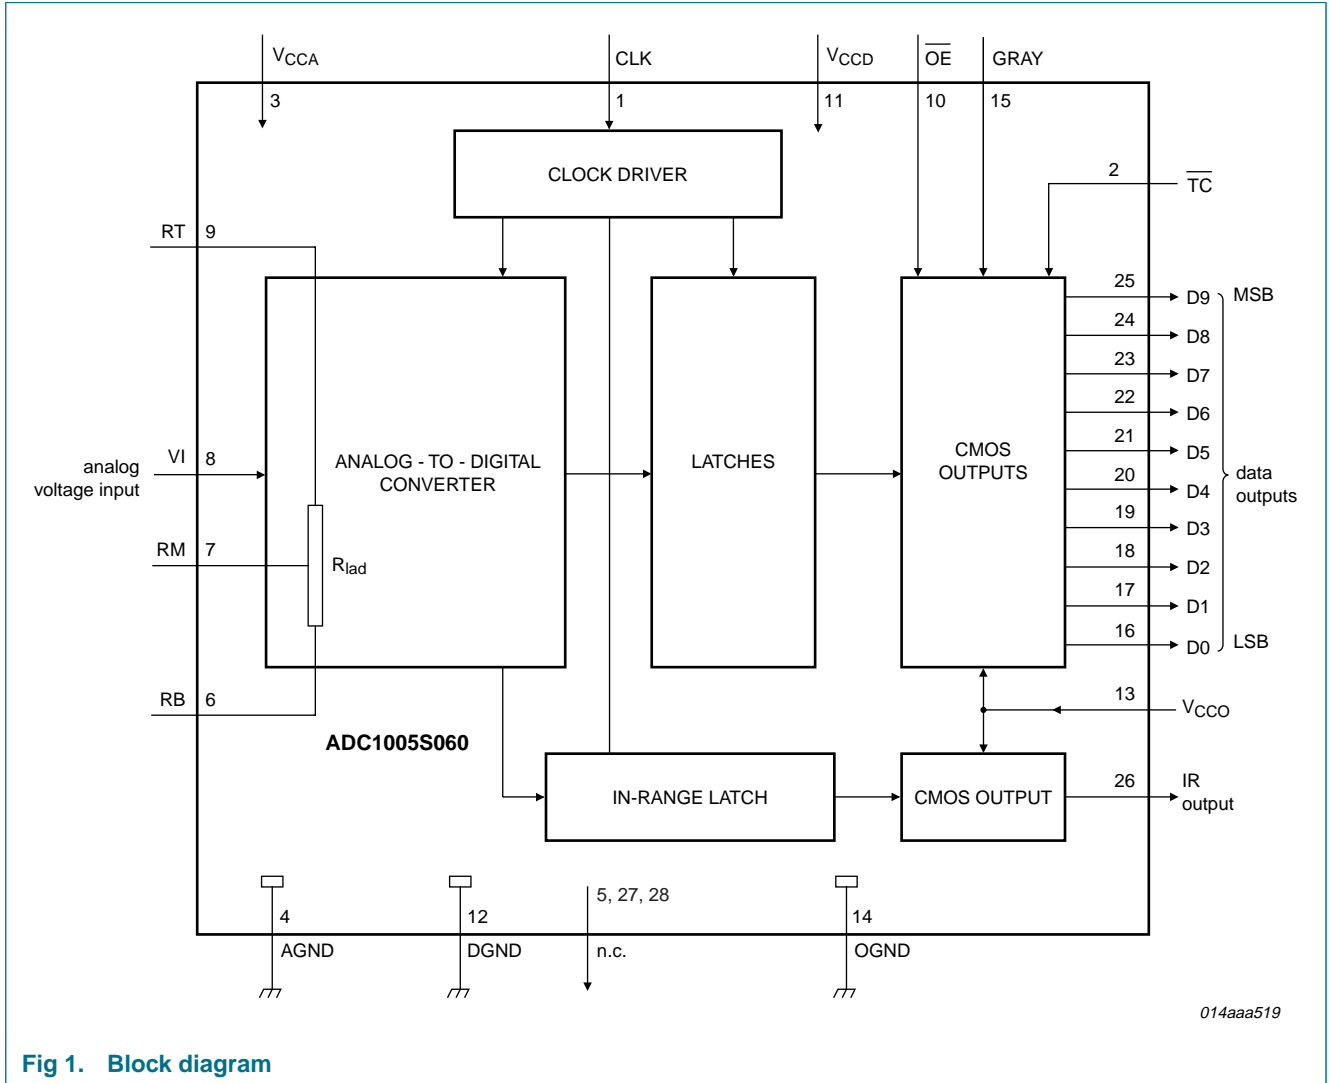 VCCA
CLK
VCCD
OE
GRAY
3
1
11
10
15
CLOCK DRIVER
2
TC
RT
9
25
D9
MSB
24
D8
23
D7
22
D6
21
D5
20
D4
19
D3
18
D2
17
D1
16
D0
LSB
data
outputs
analog
voltage input
VI
8
ANALOG - TO - DIGITAL
CONVERTER
LATCHES
CMOS
OUTPUTS
RM
7
Rlad
RB
6
13
VCCO
ADC1005S060
IN-RANGE LATCH
CMOS OUTPUT
26
IR
output
5, 27, 28
4
12
14
AGND
DGND
n.c.
OGND
014aaa519
Fig 1. Block diagram